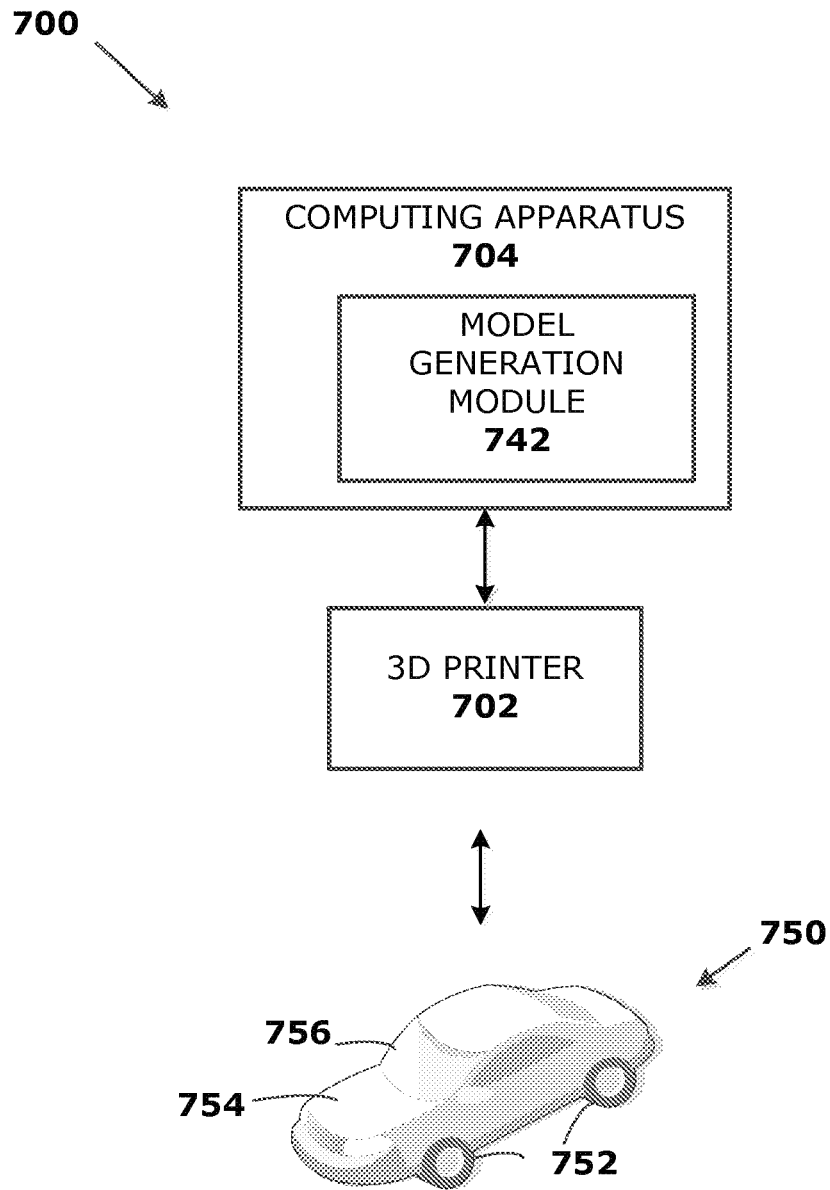 700
COMPUTING APPARATUS
704
MODEL
GENERATION
MODULE
742
3D PRINTER
702
750
756
754
752